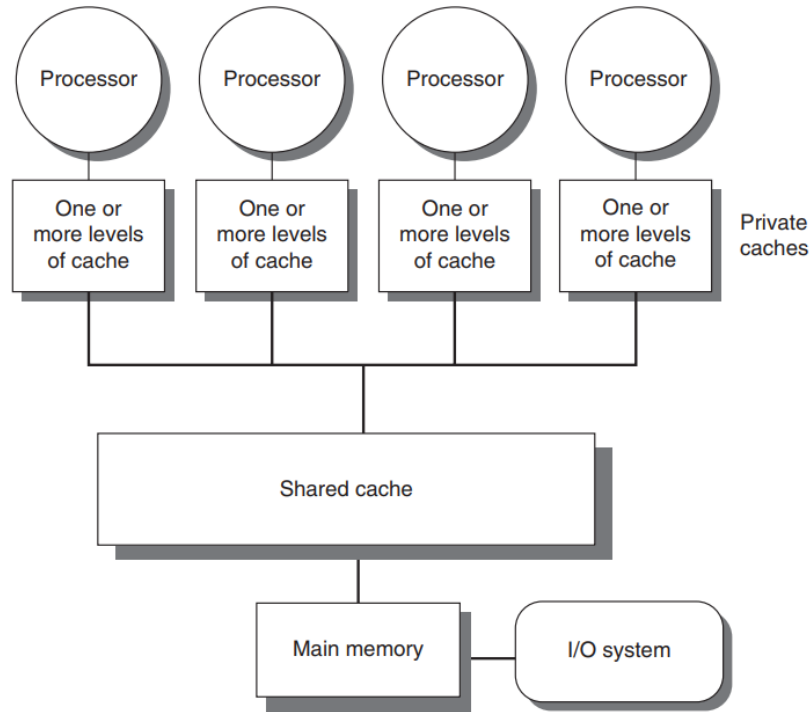 Processor
Processor
Processor
Processor
One or
more levels
of cache
One or
more levels
of cache
One or
more levels
of cache
One or
more levels
of cache
Private
caches
Shared cache
Main memory
I/O system